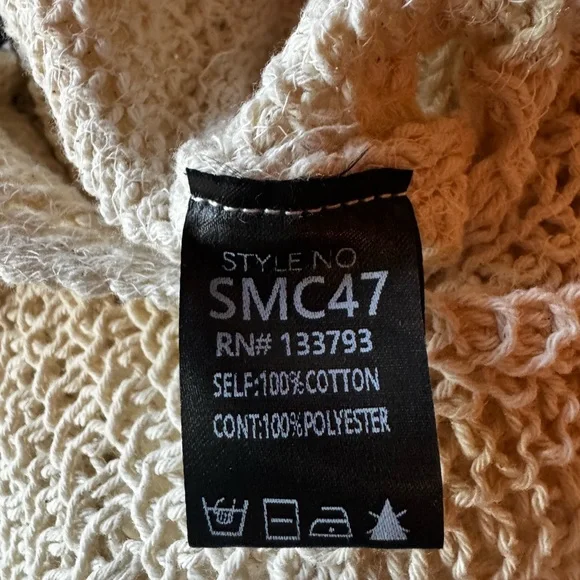 STYLE NO
SMC47
RN# 133793
SELF:100%COTTON
CONT:100%POLYESTER